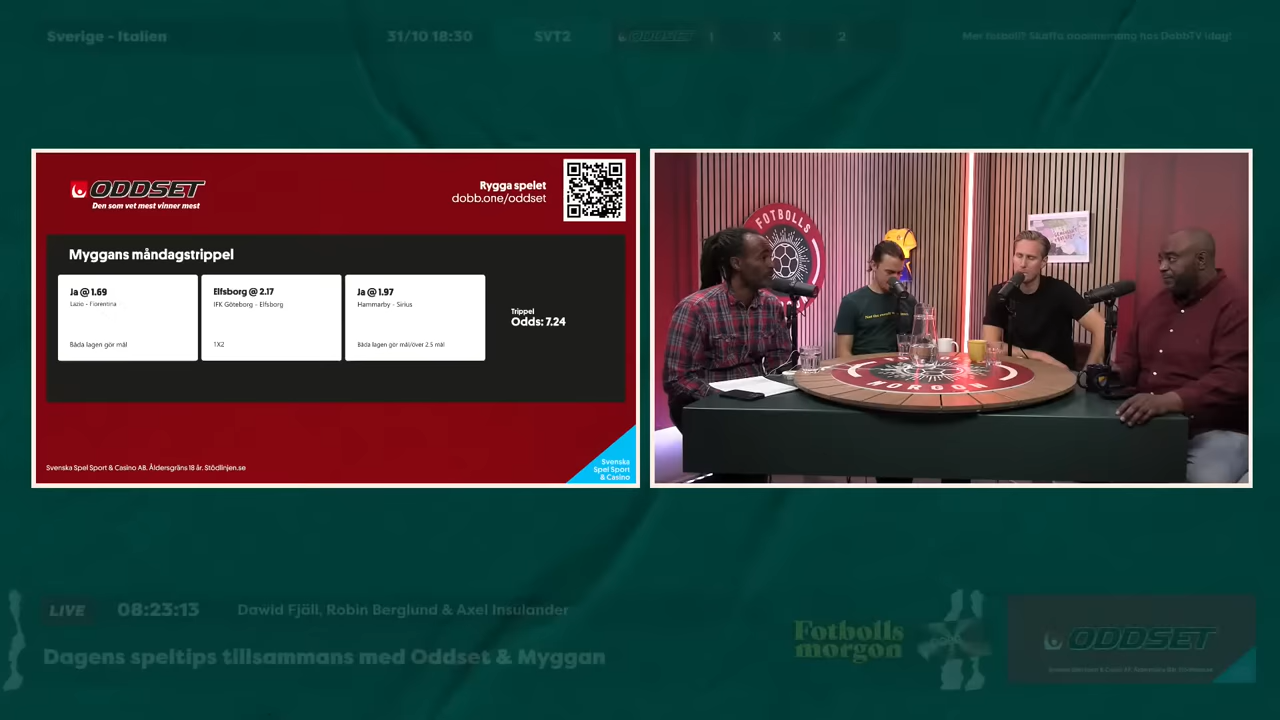 Sverige - Italien
31/10 18:30
SVT2
ODDSET
1
X
2
Mer fotboll? Skaffa abonnemang hos DobbTV idag!
ODDSET
Den som vet mest vinner mest
Rygga spelet
dobb.one/oddset
Myggans måndagstrippel
Ja @ 1.69
Lazio - Fiorentina
Båda lagen gör mål
Elfsborg @ 2.17
IFK Göteborg - Elfsborg
1X2
Ja @ 1.97
Hammarby - Sirius
Båda lagen gör mål/över 2.5 mål
Trippel
Odds: 7.24
Svenska Spel Sport & Casino AB. Åldersgräns 18 år. Stödlinjen.se
Svenska
Spel Sport
& Casino
FOTBOLLS
MORGON
LIVE
08:23:13
Dawid Fjäll, Robin Berglund & Axel Insulander
Dagens speltips tillsammans med Oddset & Myggan
Fotbolls
morgon
ODDSET